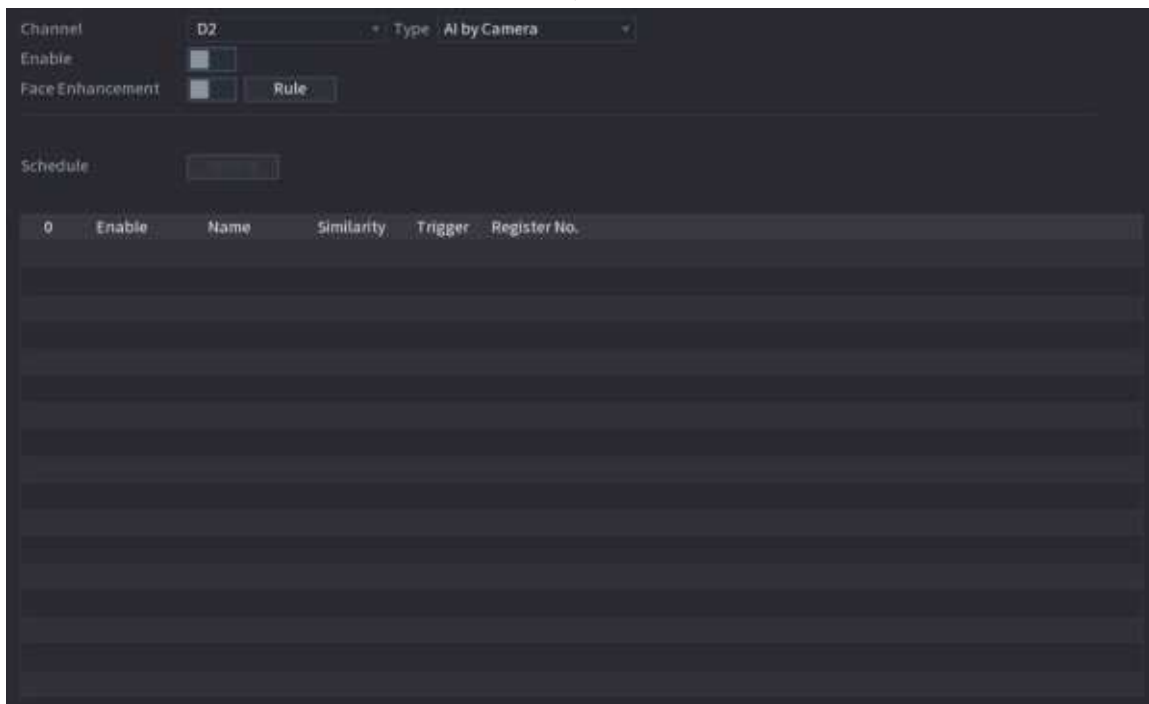 Channel D2 Type AI by Camera
Enable
Face Enhancement Rule
Schedule
0 Enable Name Similarity Trigger Register No.